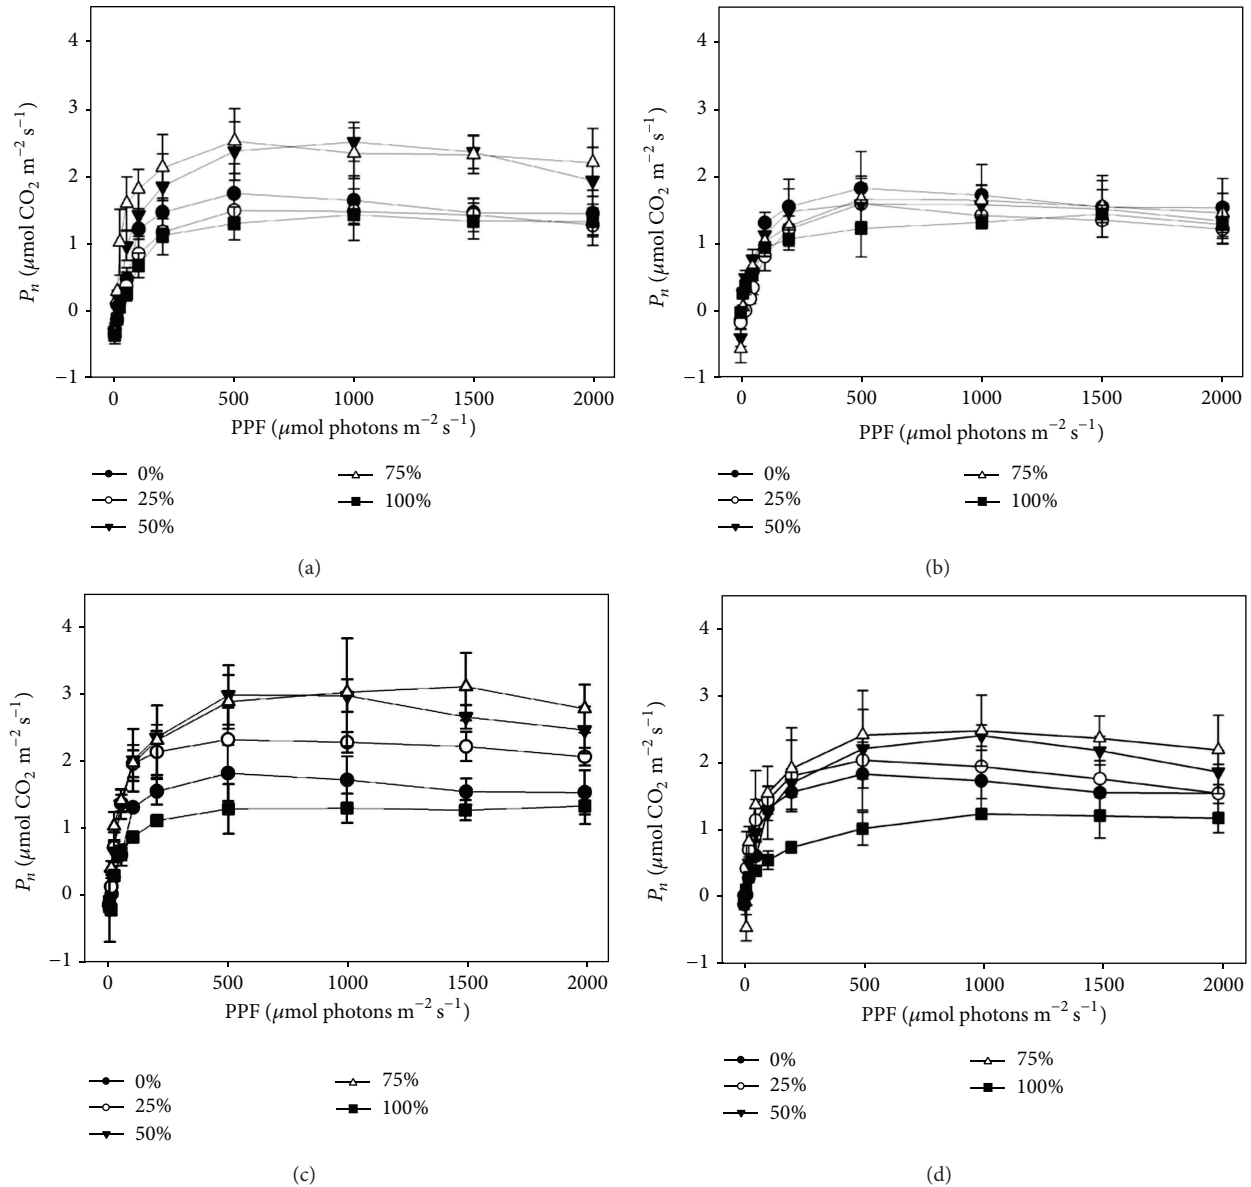 4
3
2
1
0
−1
P_n (μmol CO₂ m⁻² s⁻¹)
0 500 1000 1500 2000
PPF (μmol photons m⁻² s⁻¹)
0% 75%
25% 100%
50%
(a)
4
3
2
1
0
−1
P_n (μmol CO₂ m⁻² s⁻¹)
0 500 1000 1500 2000
PPF (μmol photons m⁻² s⁻¹)
0% 75%
25% 100%
50%
(b)
4
3
2
1
0
−1
P_n (μmol CO₂ m⁻² s⁻¹)
0 500 1000 1500 2000
PPF (μmol photons m⁻² s⁻¹)
0% 75%
25% 100%
50%
(c)
4
3
2
1
0
−1
P_n (μmol CO₂ m⁻² s⁻¹)
0 500 1000 1500 2000
PPF (μmol photons m⁻² s⁻¹)
0% 75%
25% 100%
50%
(d)